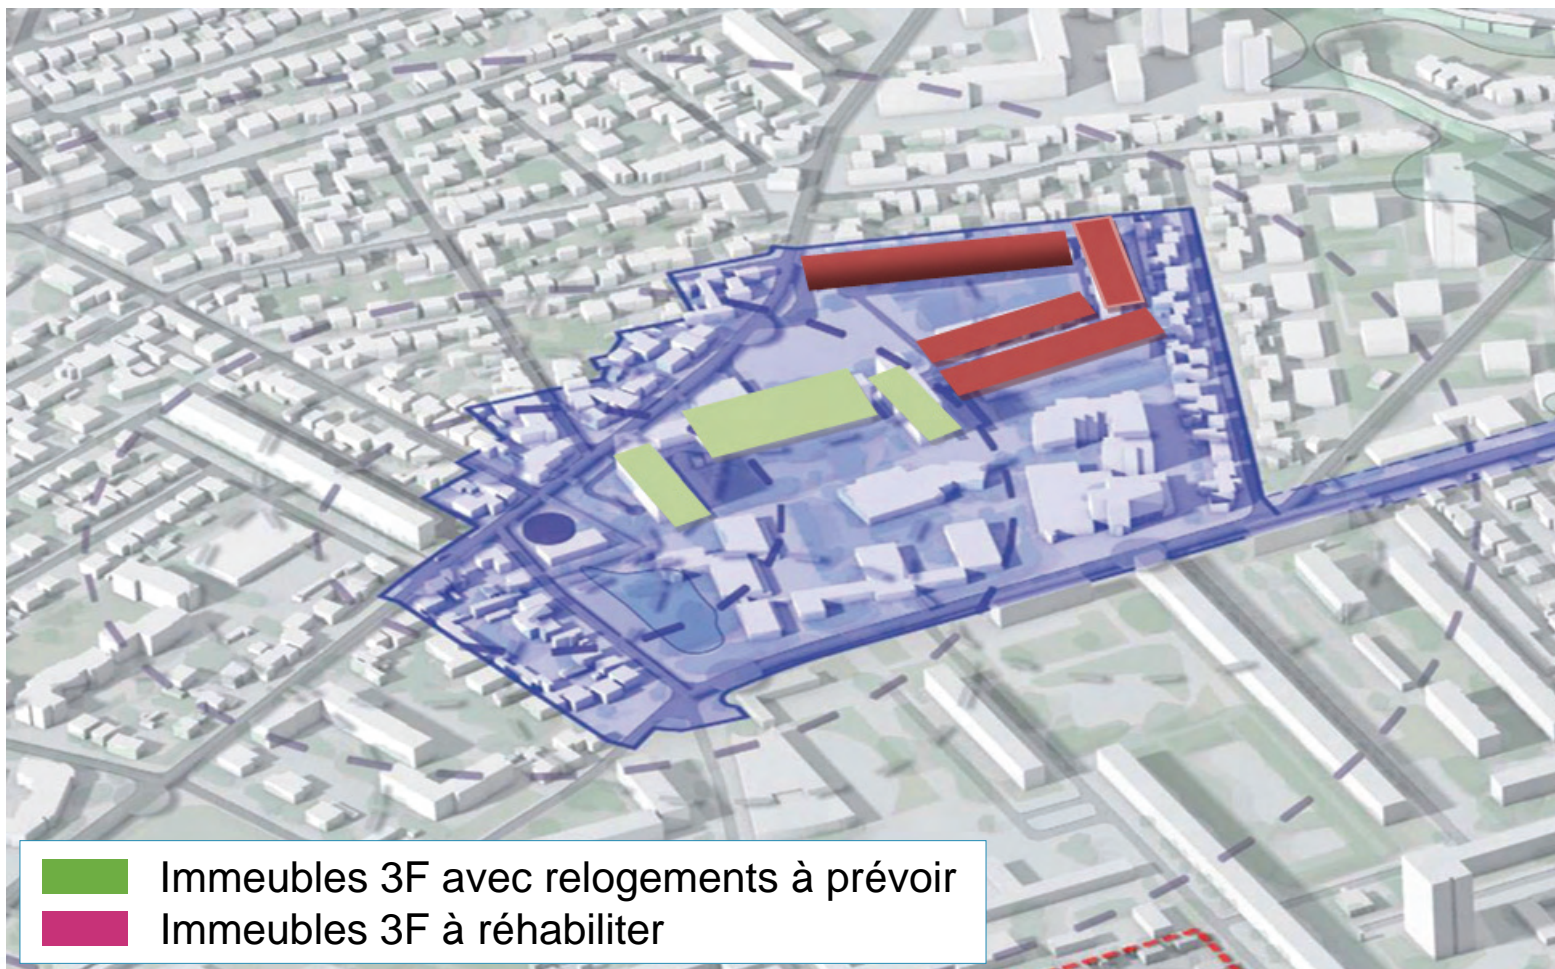 Immeubles 3F avec relogements à prévoir
Immeubles 3F à réhabiliter